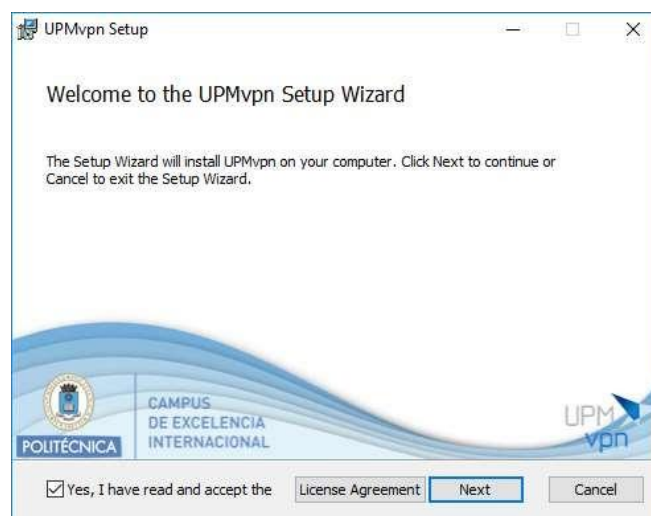 UPMvpn Setup
Welcome to the UPMvpn Setup Wizard
The Setup Wizard will install UPMvpn on your computer. Click Next to continue or
Cancel to exit the Setup Wizard.
CAMPUS
DE EXCELENCIA
INTERNACIONAL
POLITÉCNICA
UPM
vpn
Yes, I have read and accept the License Agreement Next Cancel